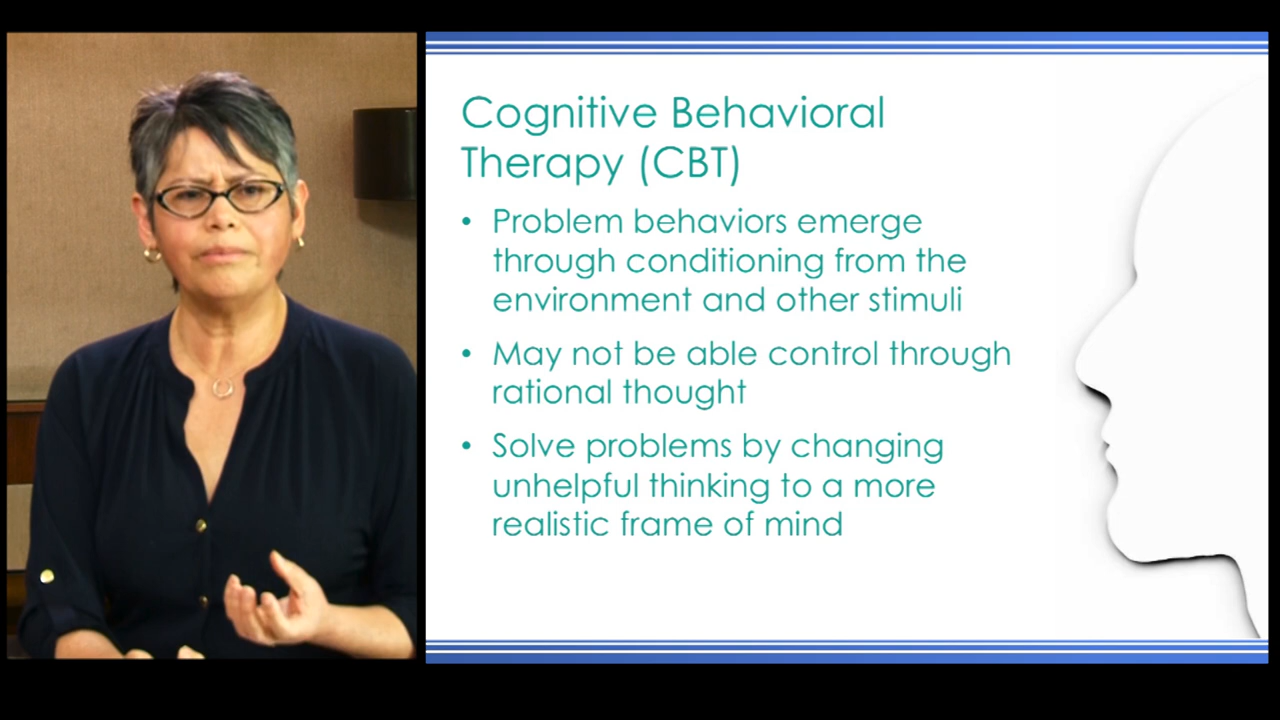 Cognitive Behavioral
Therapy (CBT)
• Problem behaviors emerge
through conditioning from the
environment and other stimuli
• May not be able control through
rational thought
• Solve problems by changing
unhelpful thinking to a more
realistic frame of mind